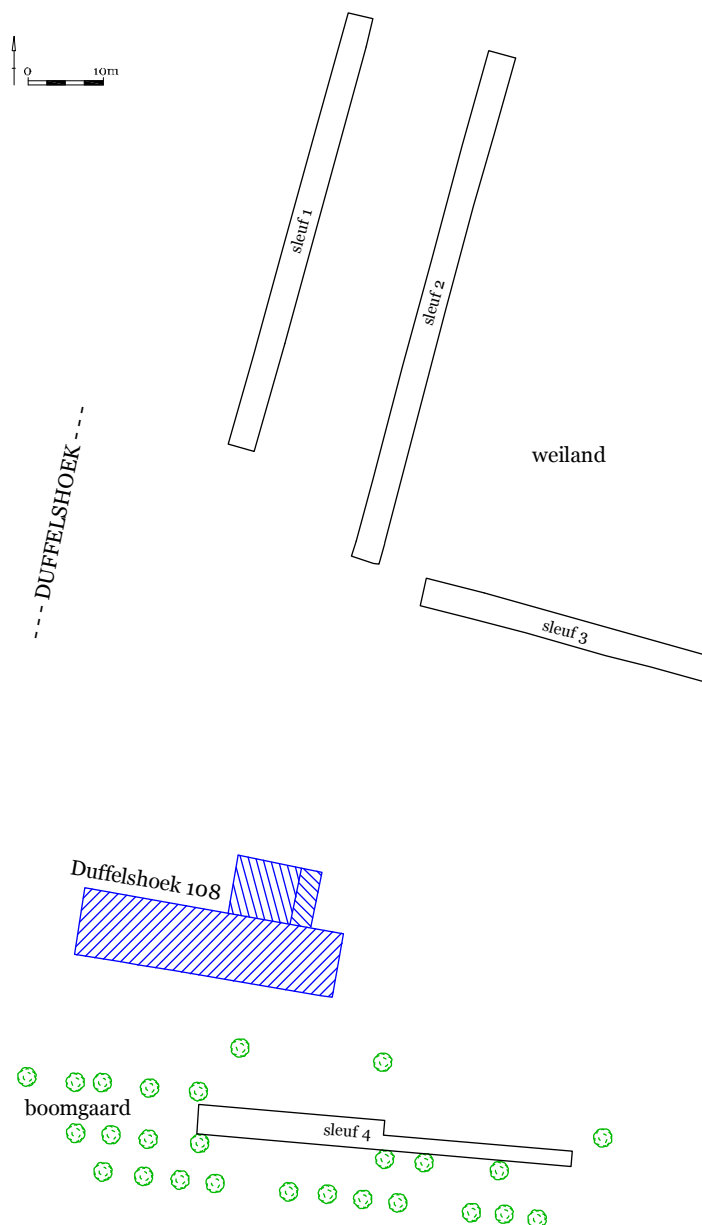 0 10m
sleuf 1
sleuf 2
weiland
DUFFELSHOEK
sleuf 3
Duffelshoek 108
boomgaard
sleuf 4